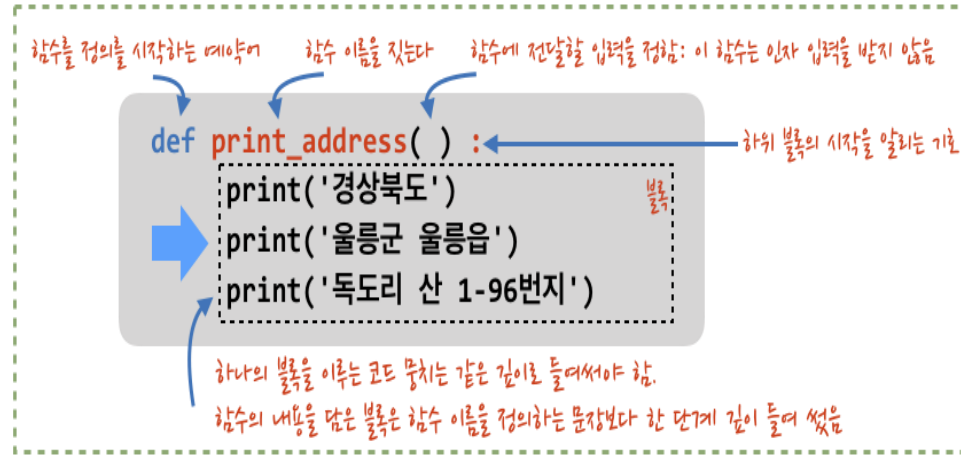 함수를 정의를 시작하는 예약어 함수 이름을 짓는다 함수에 전달할 입력을 정함: 이 함수는 인자 입력을 받지 않음
def print_address( ) : 하위 블록의 시작을 알리는 기호
print('경상북도') 블록
print('울릉군 울릉읍')
print('독도리 산 1-96번지')
하나의 블록을 이루는 코드 뭉치는 같은 깊이로 들여써야 함.
함수의 내용을 담은 블록은 함수 이름을 정의하는 문장보다 한 단계 깊이 들여 썼음